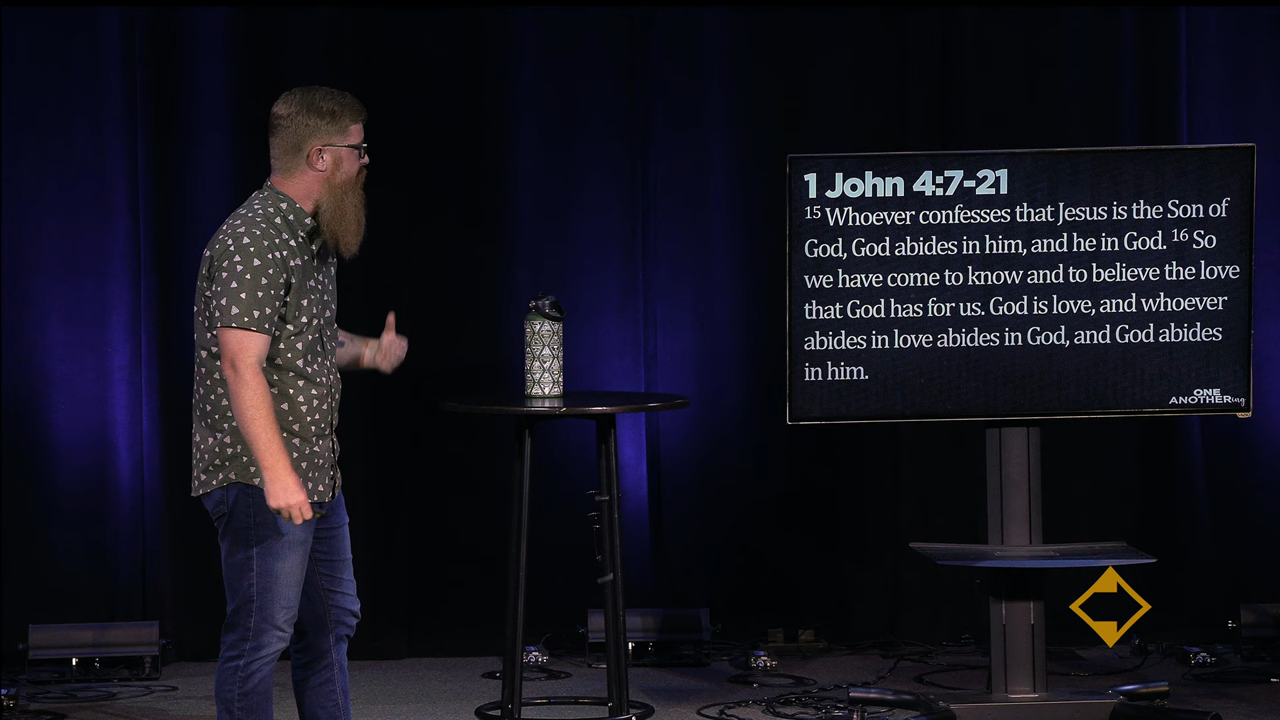 1 John 4:7-21
15 Whoever confesses that Jesus is the Son of
God, God abides in him, and he in God. 16 So
we have come to know and to believe the love
that God has for us. God is love, and whoever
abides in love abides in God, and God abides
in him.
ONE
ANOTHERing